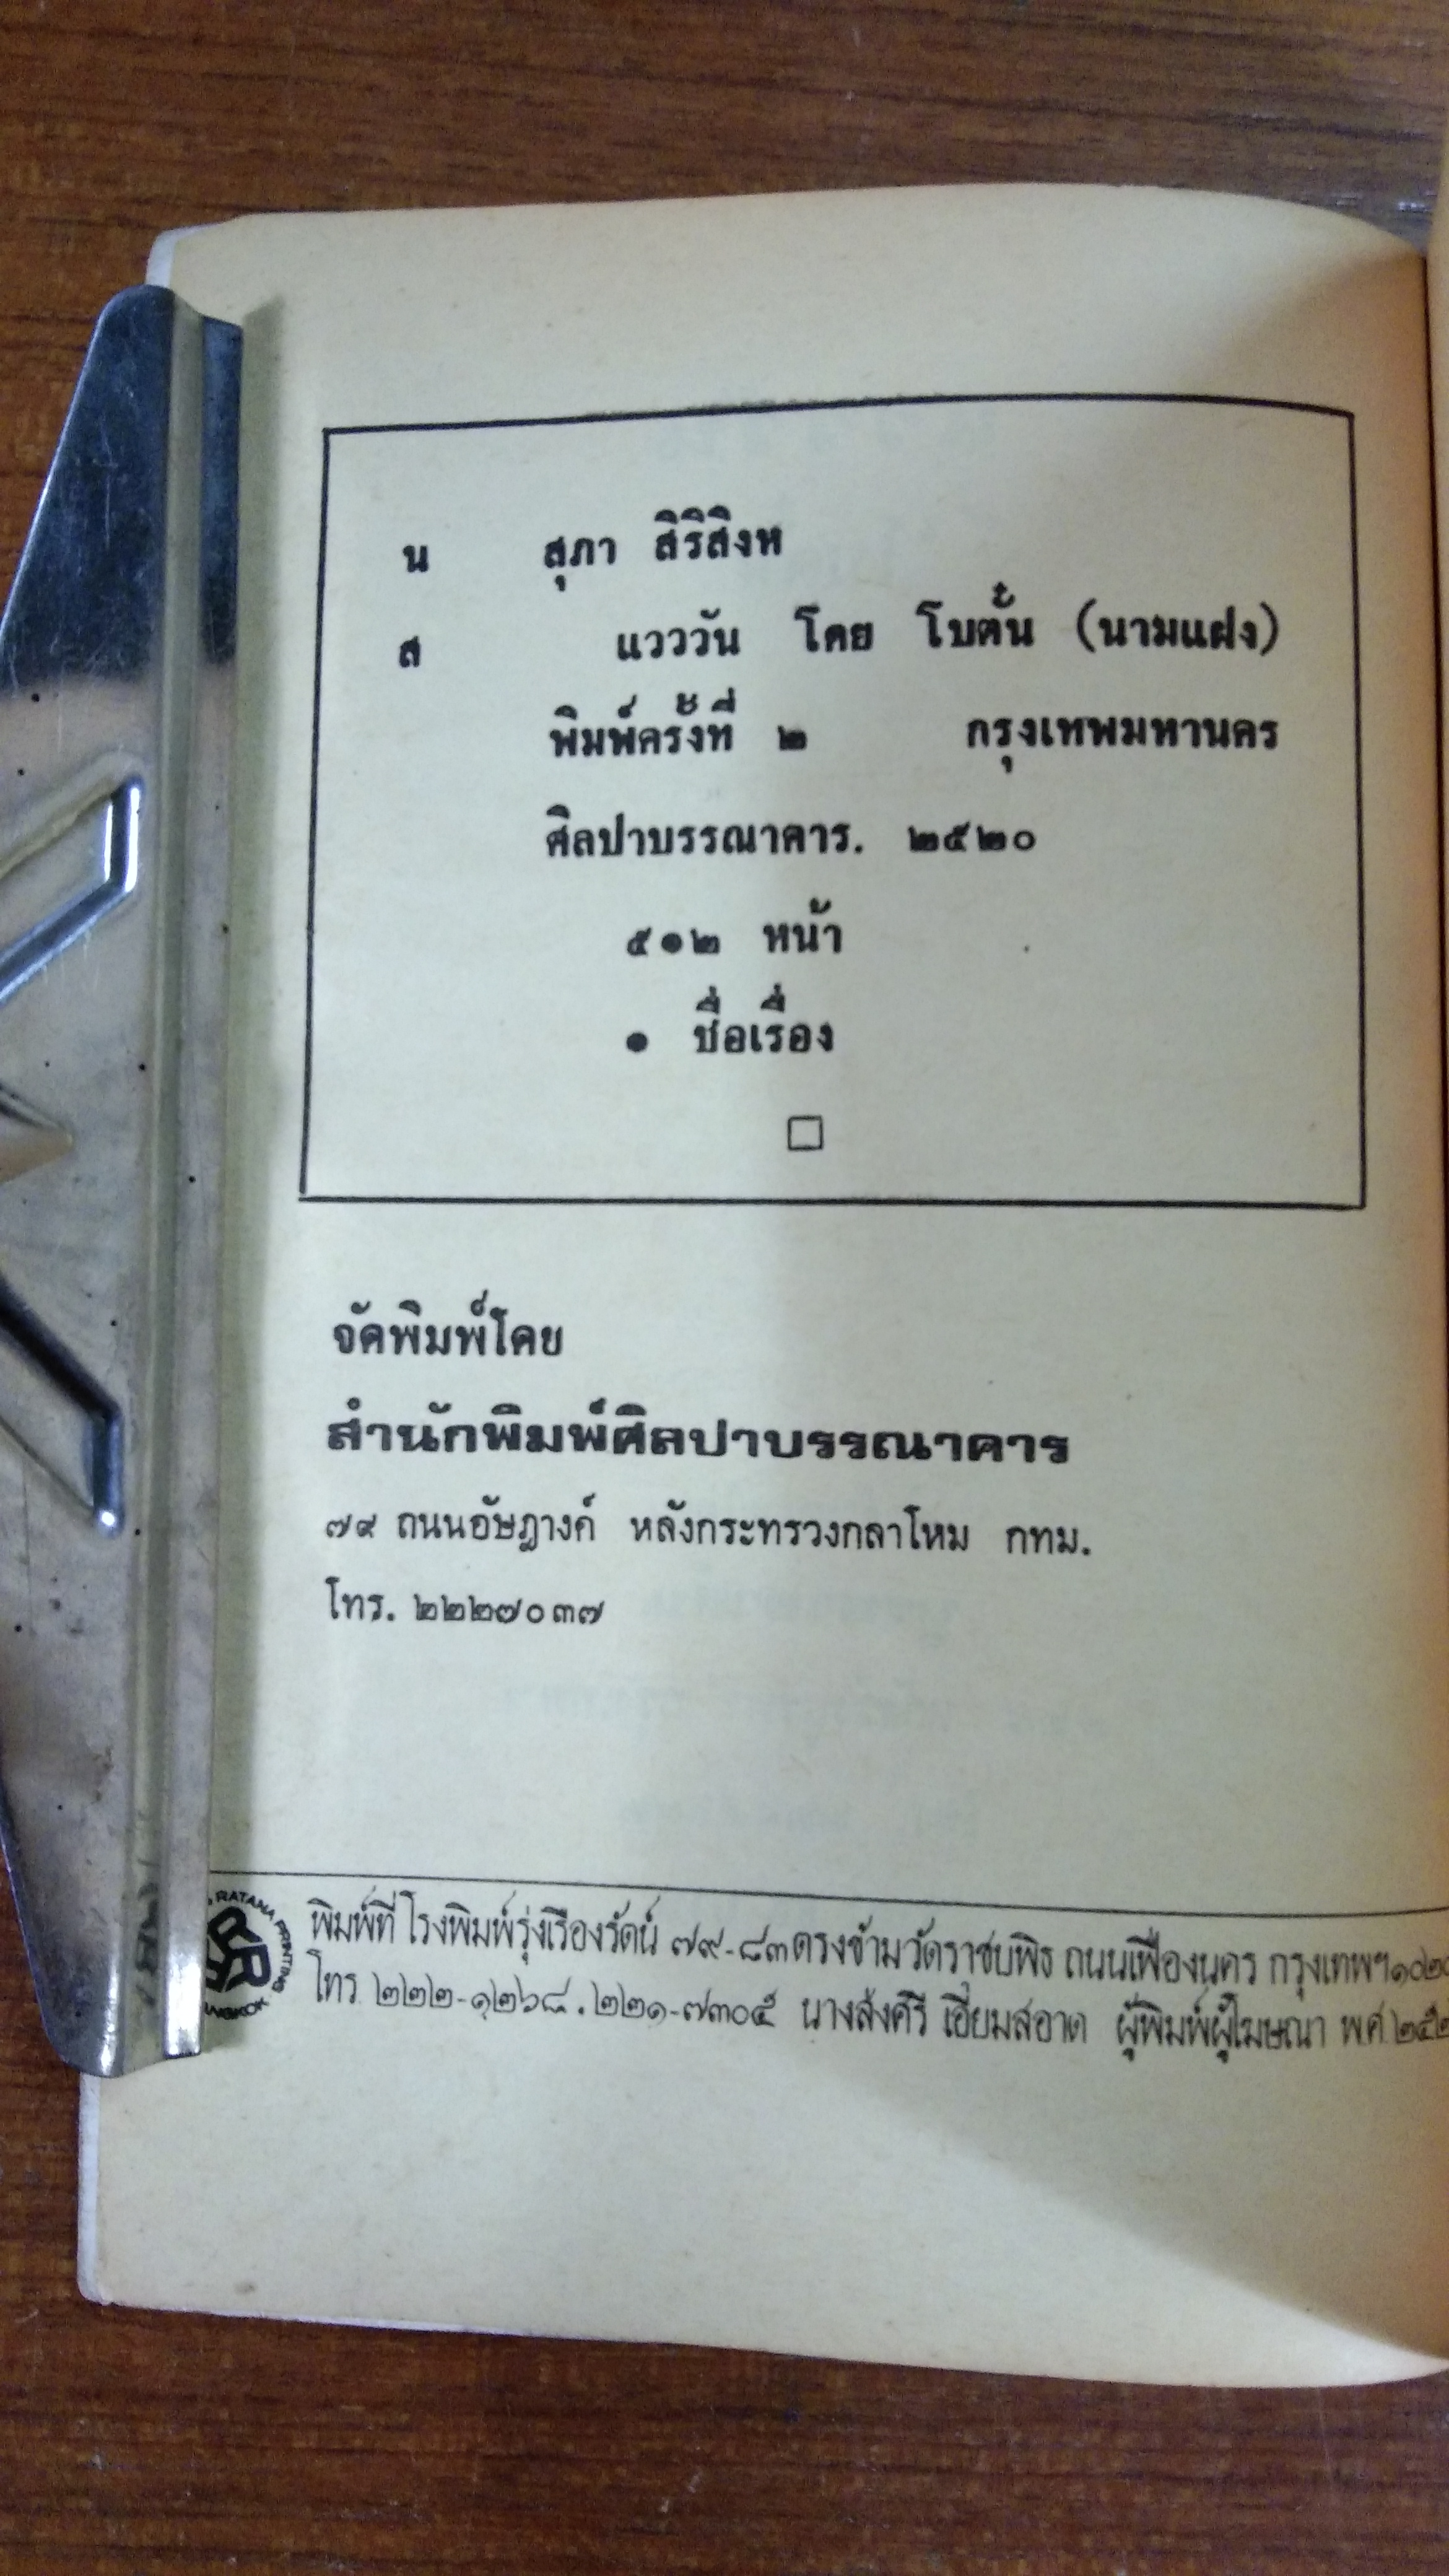 น สุภา สิริสิงห
ส แวววัน โดย โบตั๋น (นามแฝง)
พิมพ์ครั้งที่ ๒ กรุงเทพมหานคร
ศิลปาบรรณาคาร. ๒๕๒๐
๕๑๒ หน้า
๑ ชื่อเรื่อง
จัดพิมพ์โดย
สำนักพิมพ์ศิลปาบรรณาคาร
๗๙ ถนนอัษฎางค์ หลังกระทรวงกลาโหม กทม.
โทร. ๒๒๒๗๐๓๗
RATANA PRINTING
พิมพ์ที่ โรงพิมพ์รุ่งเรืองรัตน์ ๗๙-๘๓ ตรงข้ามวัดราชบพิธ ถนนเฟื่องนคร กรุงเทพฯ
โทร ๒๒๒-๑๒๖๘. ๒๒๑-๗๓๐๕ นางสังศิรี เอี่ยมสอาด ผู้พิมพ์ผู้โฆษณา พ.ศ.